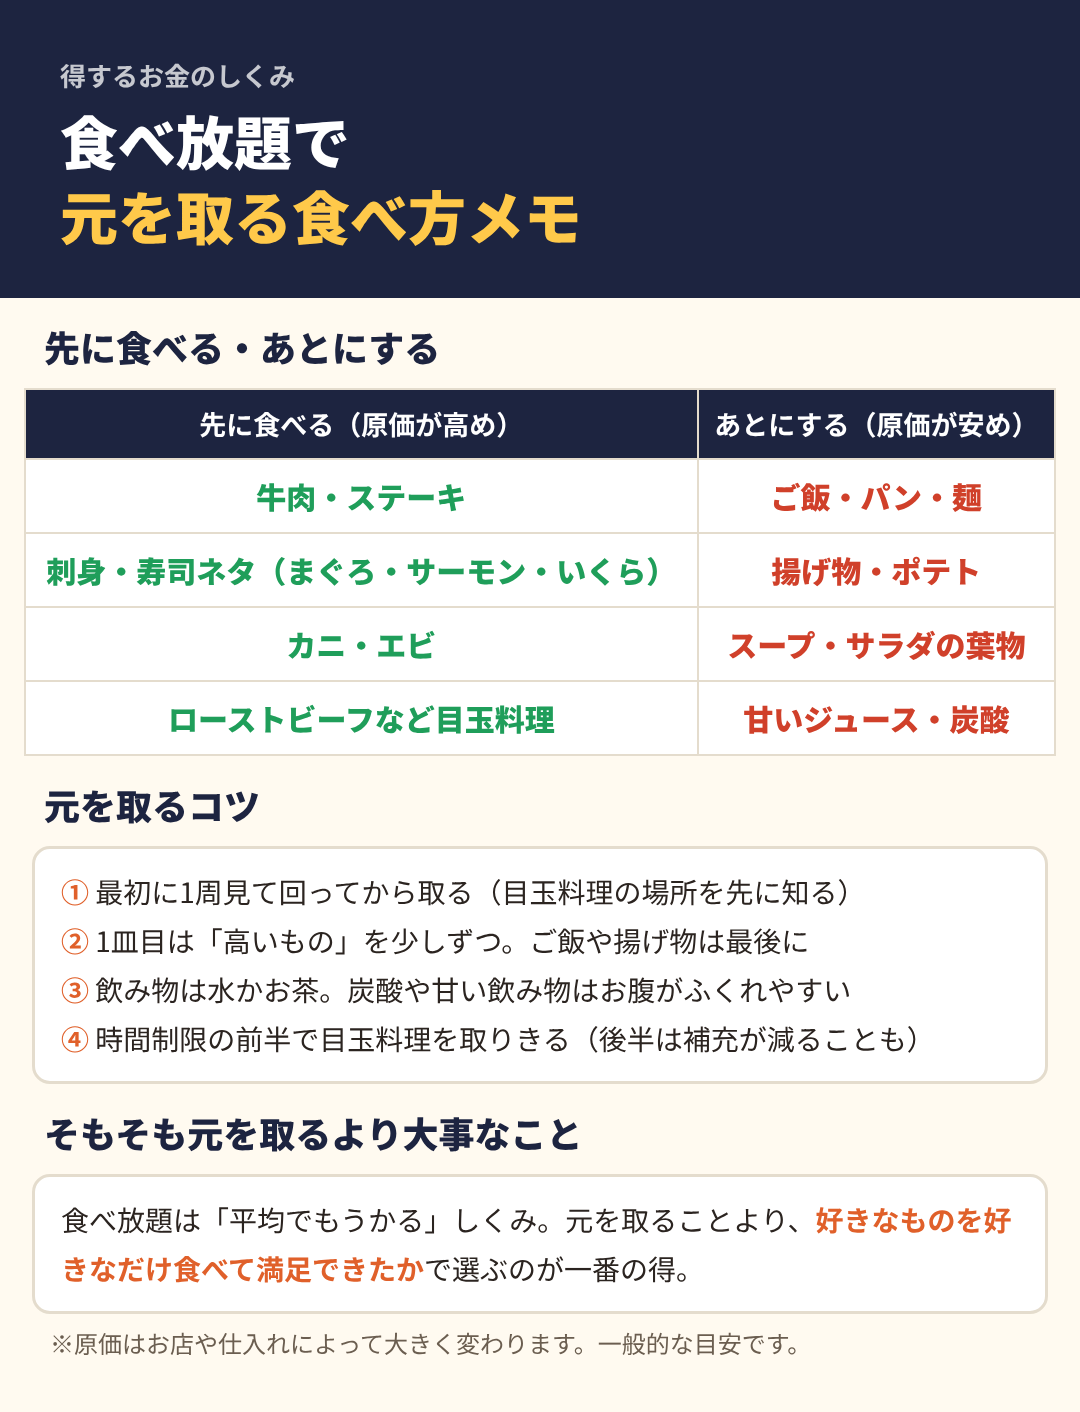 得するお金のしくみ
食べ放題で
元を取る食べ方メモ
先に食べる・あとにする
先に食べる（原価が高め） あとにする（原価が安め）
牛肉・ステーキ ご飯・パン・麺
刺身・寿司ネタ（まぐろ・サーモン・いくら） 揚げ物・ポテト
カニ・エビ スープ・サラダの葉物
ローストビーフなど目玉料理 甘いジュース・炭酸
元を取るコツ
① 最初に1周見て回ってから取る（目玉料理の場所を先に知る）
② 1皿目は「高いもの」を少しずつ。ご飯や揚げ物は最後に
③ 飲み物は水かお茶。炭酸や甘い飲み物はお腹がふくれやすい
④ 時間制限の前半で目玉料理を取りきる（後半は補充が減ることも）
そもそも元を取るより大事なこと
食べ放題は「平均でもうかる」しくみ。元を取ることより、好きなものを好
きなだけ食べて満足できたかで選ぶのが一番の得。
※原価はお店や仕入れによって大きく変わります。一般的な目安です。